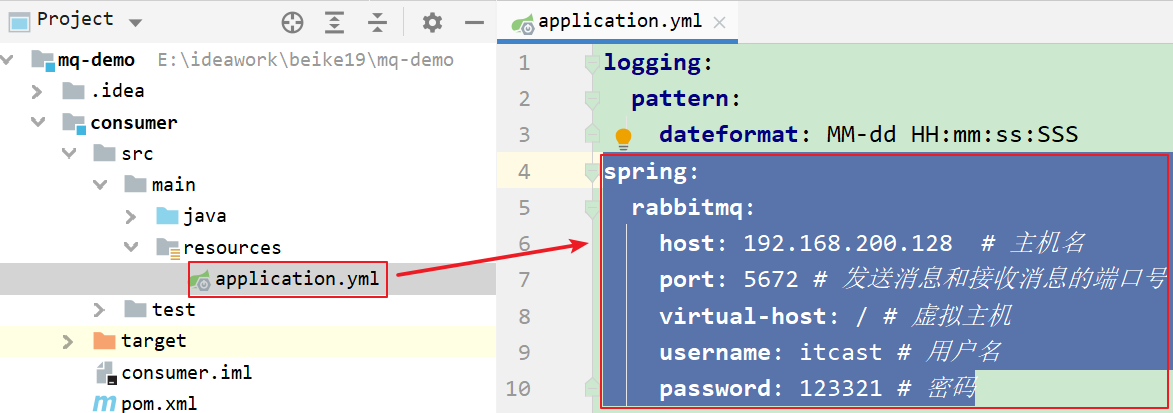 Project
mq-demo E:\ideawork\beike19\mq-demo
.idea
consumer
src
main
java
resources
application.yml
test
target
consumer.iml
pom.xml
application.yml
1 logging:
2 pattern:
3 dateformat: MM-dd HH:mm:ss:SSS
4 spring:
5 rabbitmq:
6 host: 192.168.200.128 # 主机名
7 port: 5672 # 发送消息和接收消息的端口号
8 virtual-host: / # 虚拟主机
9 username: itcast # 用户名
10 password: 123321 # 密码